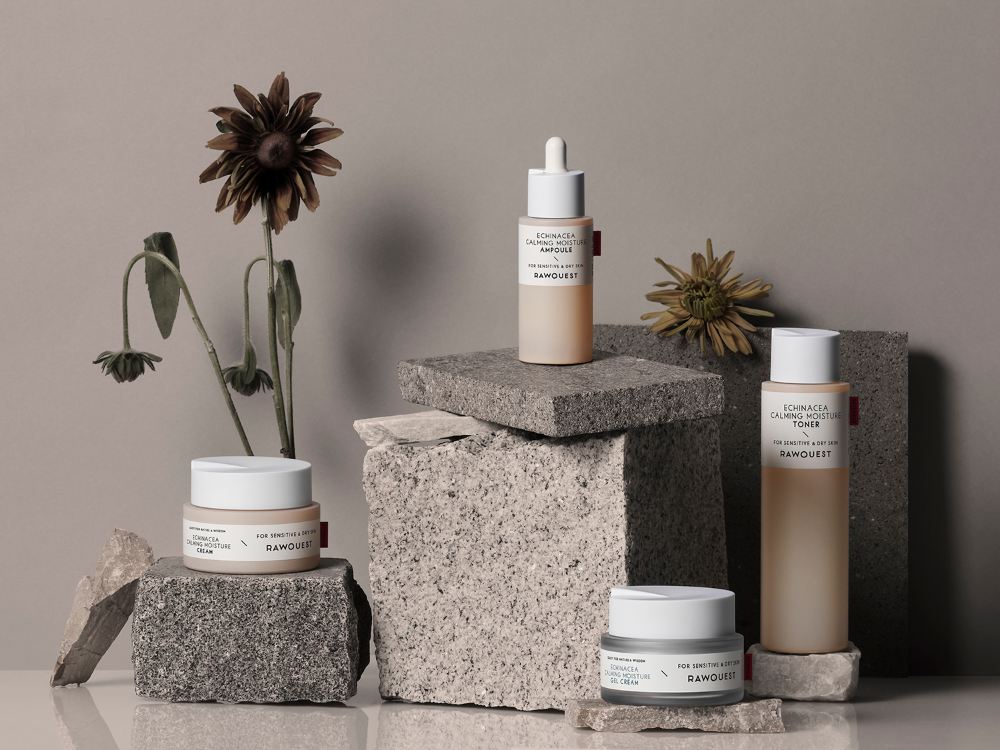 ECHINACEA
CALMING MOISTURE
AMPOULE
FOR SENSITIVE & DRY SKIN
RAWQUEST
ECHINACEA
CALMING MOISTURE
TONER
FOR SENSITIVE & DRY SKIN
RAWQUEST
ECHINACEA
CALMING MOISTURE
CREAM
FOR SENSITIVE & DRY SKIN
RAWQUEST
ECHINACEA
CALMING MOISTURE
GEL CREAM
FOR SENSITIVE & DRY SKIN
RAWQUEST